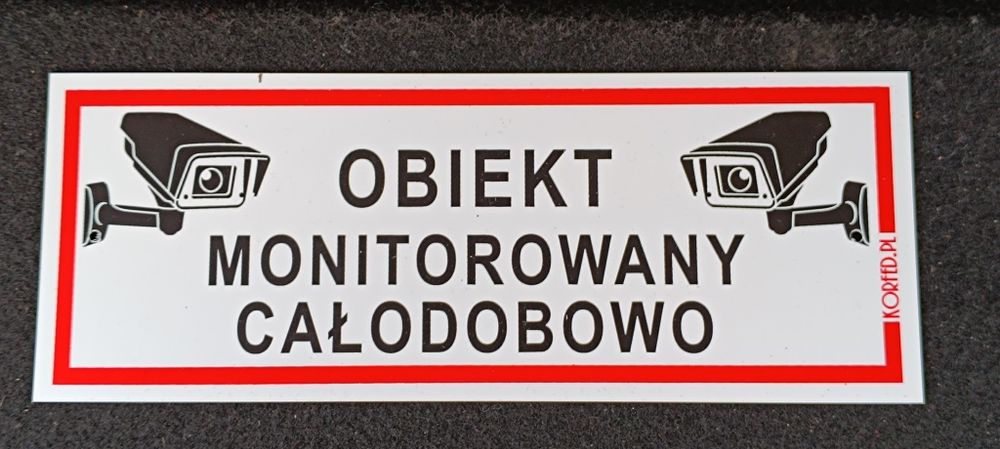 OBIEKT
MONITOROWANY
CAŁODOBOWO
KORFED.PL